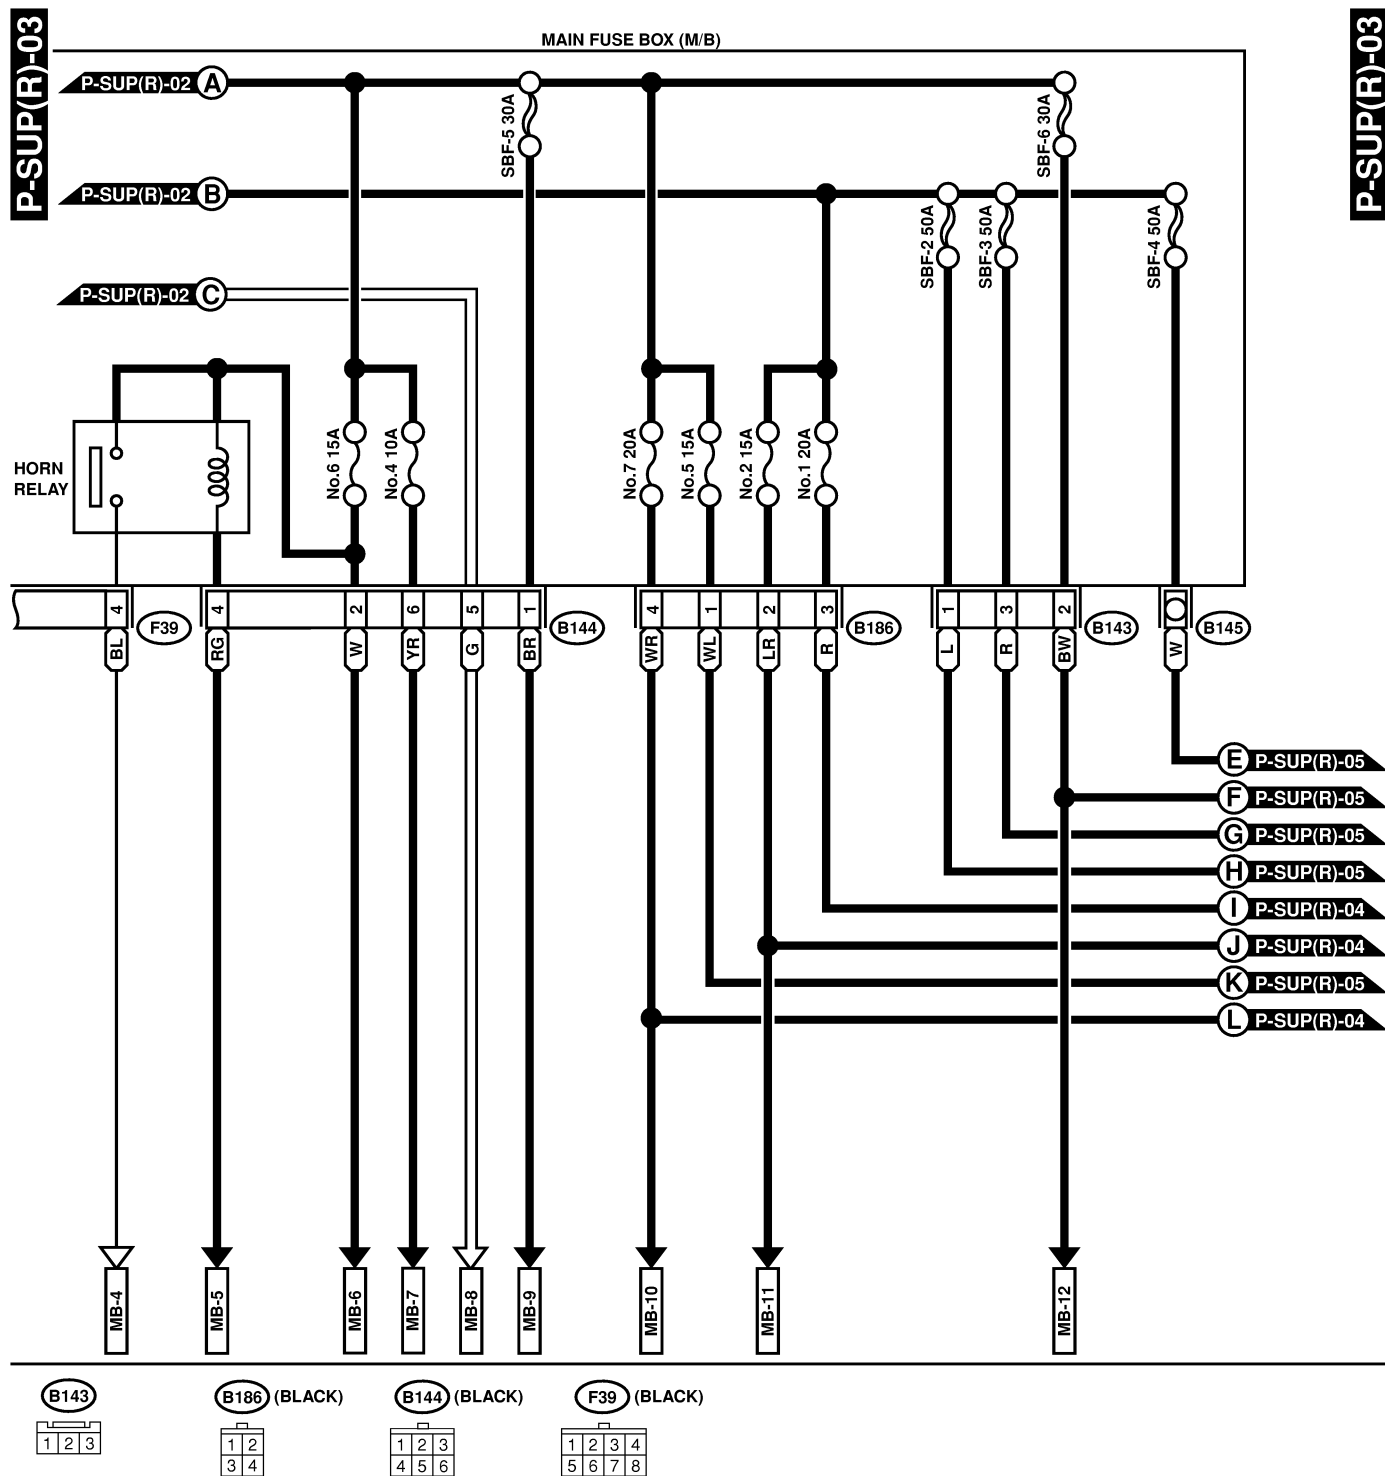 P-SUP(R)-03
P-SUP(R)-03
MAIN FUSE BOX (M/B)
P-SUP(R)-02 A
SBF-5 30A
SBF-6 30A
P-SUP(R)-02 B
SBF-2 50A
SBF-3 50A
SBF-4 50A
P-SUP(R)-02 C
HORN
RELAY
No.6 15A
No.4 10A
No.7 20A
No.5 15A
No.2 15A
No.1 20A
4 F39 4 2 6 5 1 B144 4 1 2 3 B186 1 3 2 B143 B145
BL RG W YR G BR WR WL LR R L R BW W
E P-SUP(R)-05
F P-SUP(R)-05
G P-SUP(R)-05
H P-SUP(R)-05
I P-SUP(R)-04
J P-SUP(R)-04
K P-SUP(R)-05
L P-SUP(R)-04
MB-4
MB-5
MB-6
MB-7
MB-8
MB-9
MB-10
MB-11
MB-12
B143
1 2 3
B186 (BLACK)
1 2
3 4
B144 (BLACK)
1 2 3
4 5 6
F39 (BLACK)
1 2 3 4
5 6 7 8